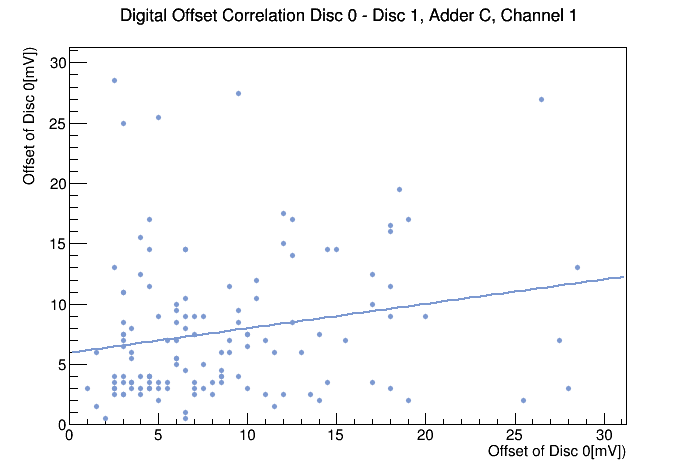 Digital Offset Correlation Disc 0 - Disc 1, Adder C, Channel 1
Offset of Disc 0[mV])
30
25
20
15
10
5
0
0 5 10 15 20 25 30
Offset of Disc 0[mV])